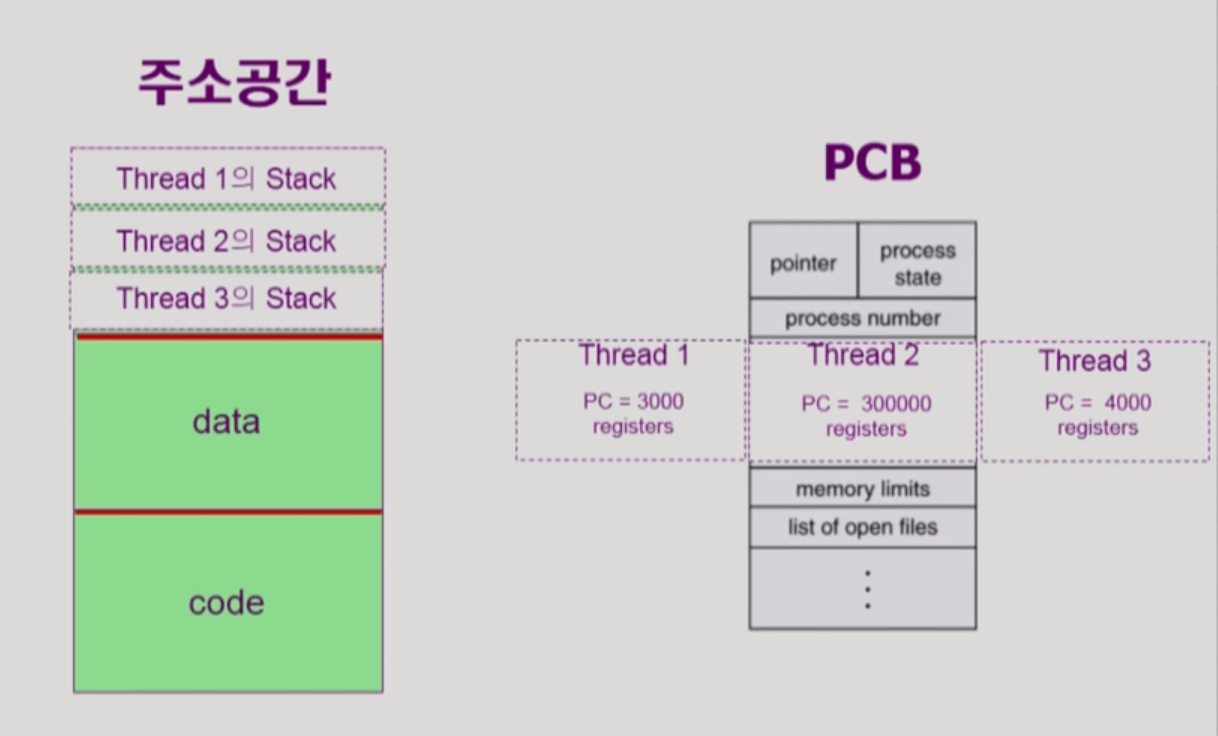 주소공간
Thread 1의 Stack
Thread 2의 Stack
Thread 3의 Stack
data
code
PCB
pointer
process
state
process number
Thread 1
PC = 3000
registers
Thread 2
PC = 300000
registers
Thread 3
PC = 4000
registers
memory limits
list of open files